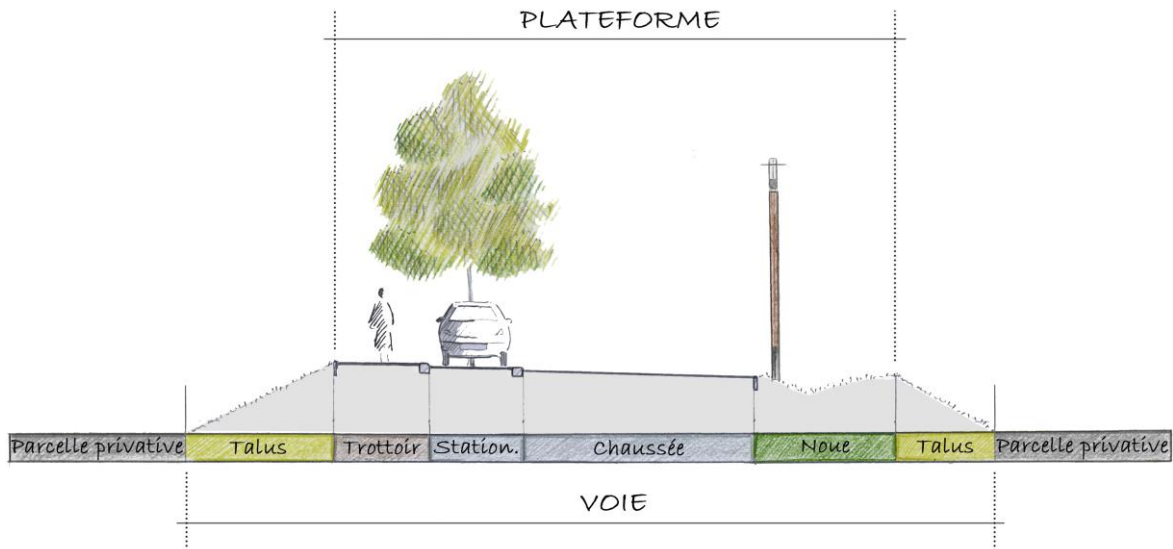 PLATEFORME
Parcelle privative Talus Trottoir Station. Chaussée Noue Talus Parcelle privative
VOIE